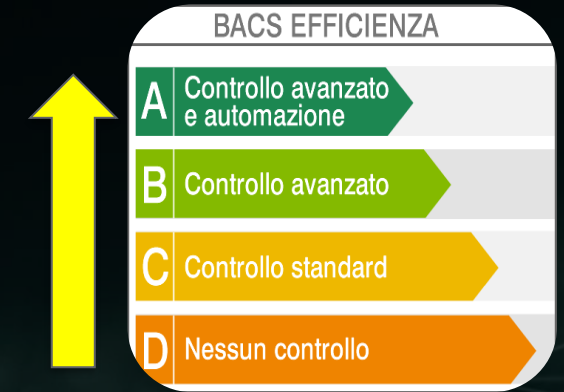 BACS EFFICIENZA
A
Controllo avanzato
e automazione
B
Controllo avanzato
C
Controllo standard
D
Nessun controllo